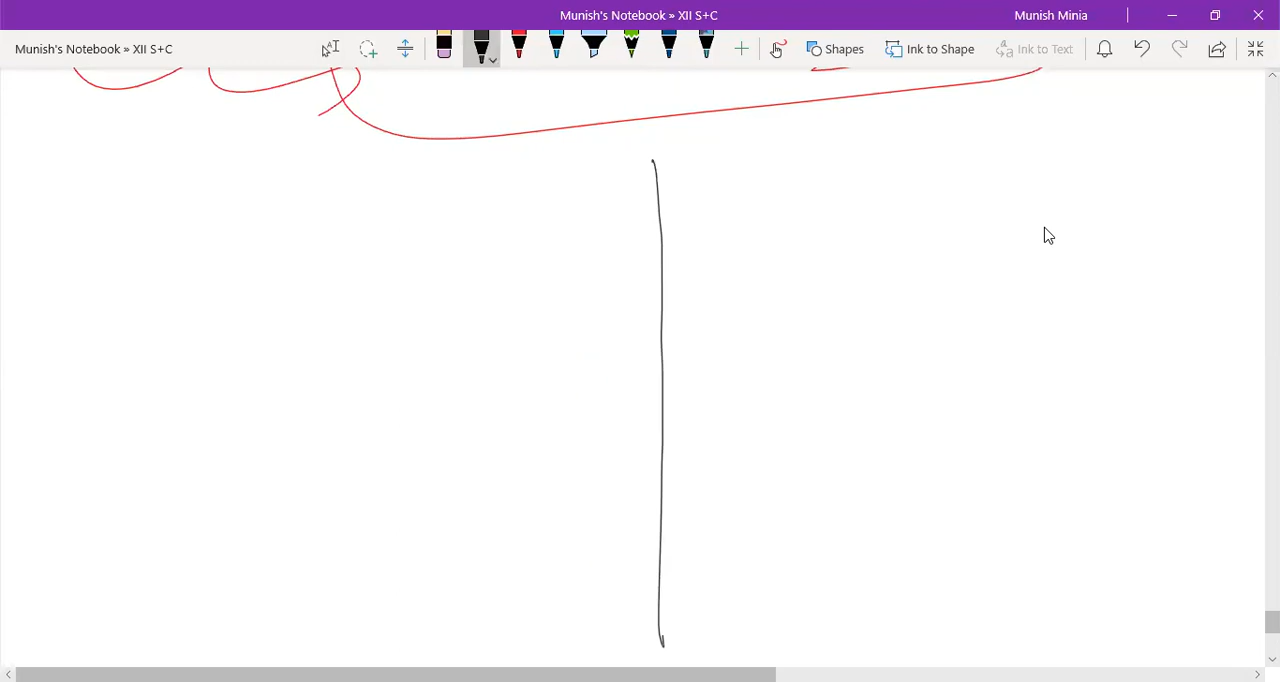 Munish's Notebook » XII S+C
Munish Minia
Munish's Notebook » XII S+C
Shapes
Ink to Shape
Ink to Text